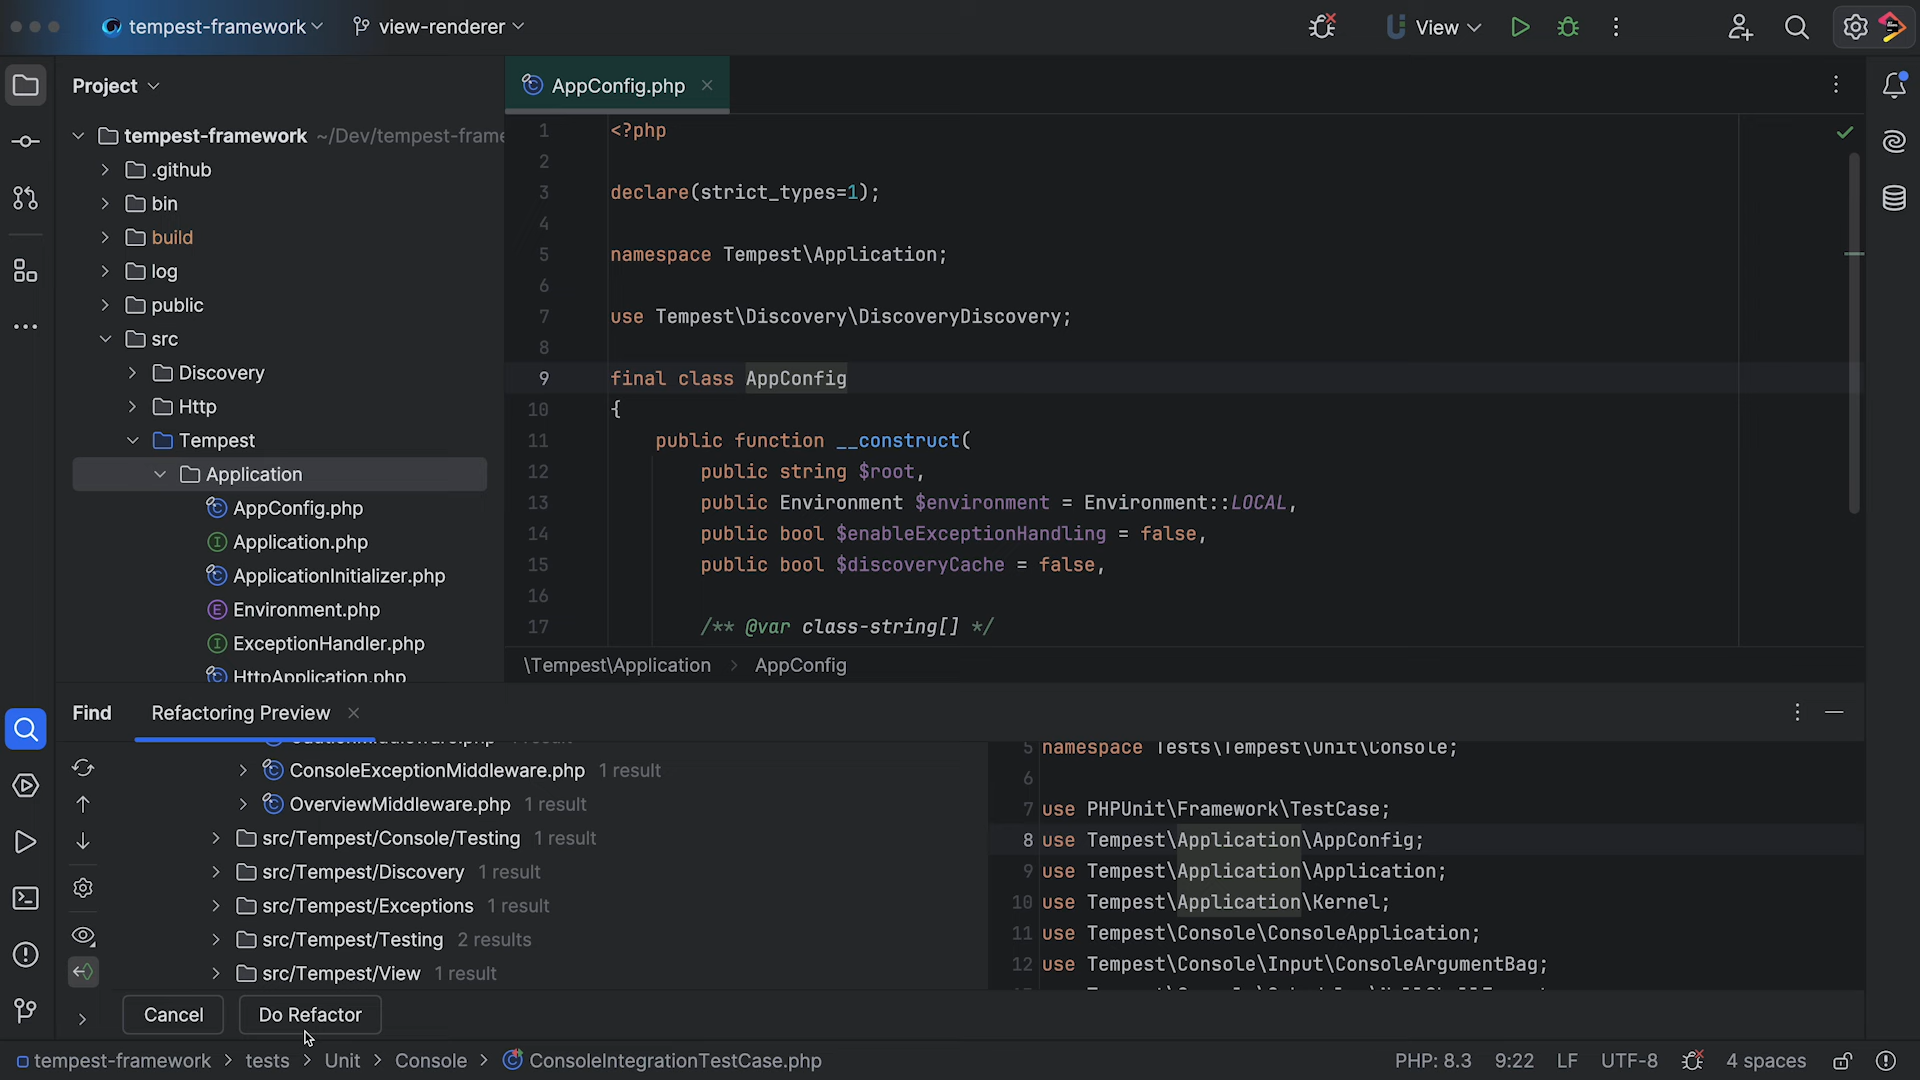 tempest-framework
view-renderer
View
Project
AppConfig.php
tempest-framework ~/Dev/tempest-frame
.github
bin
build
log
public
src
Discovery
Http
Tempest
Application
AppConfig.php
Application.php
ApplicationInitializer.php
Environment.php
ExceptionHandler.php
HttpApplication.php
1 <?php
2
3 declare(strict_types=1);
4
5 namespace Tempest\Application;
6
7 use Tempest\Discovery\DiscoveryDiscovery;
8
9 final class AppConfig
10 {
11 public function __construct(
12 public string $root,
13 public Environment $environment = Environment::LOCAL,
14 public bool $enableExceptionHandling = false,
15 public bool $discoveryCache = false,
16
17 /** @var class-string[] */
\Tempest\Application > AppConfig
Find
Refactoring Preview
ConsoleExceptionMiddleware.php 1 result
OverviewMiddleware.php 1 result
src/Tempest/Console/Testing 1 result
src/Tempest/Discovery 1 result
src/Tempest/Exceptions 1 result
src/Tempest/Testing 2 results
src/Tempest/View 1 result
5 namespace Tests\Tempest\Unit\Console;
6
7 use PHPUnit\Framework\TestCase;
8 use Tempest\Application\AppConfig;
9 use Tempest\Application\Application;
10 use Tempest\Application\Kernel;
11 use Tempest\Console\ConsoleApplication;
12 use Tempest\Console\Input\ConsoleArgumentBag;
Cancel
Do Refactor
tempest-framework > tests > Unit > Console > ConsoleIntegrationTestCase.php
PHP: 8.3 9:22 LF UTF-8 4 spaces